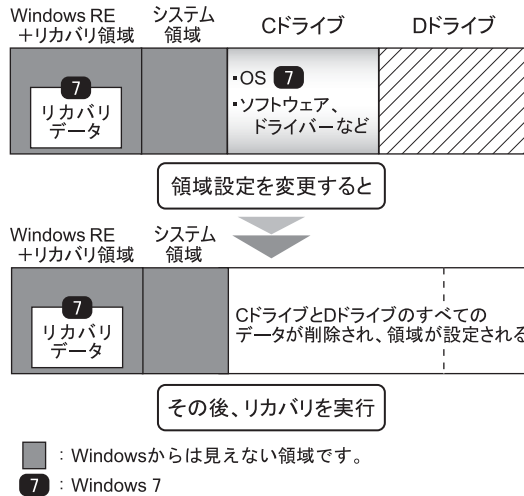 Windows RE
＋リカバリ領域
システム
領域
Cドライブ
Dドライブ
7
リカバリ
データ
・OS 7
・ソフトウェア、
ドライバーなど
領域設定を変更すると
Windows RE
＋リカバリ領域
システム
領域
7
リカバリ
データ
CドライブとDドライブのすべての
データが削除され、領域が設定される
その後、リカバリを実行
：Windowsからは見えない領域です。
7：Windows 7